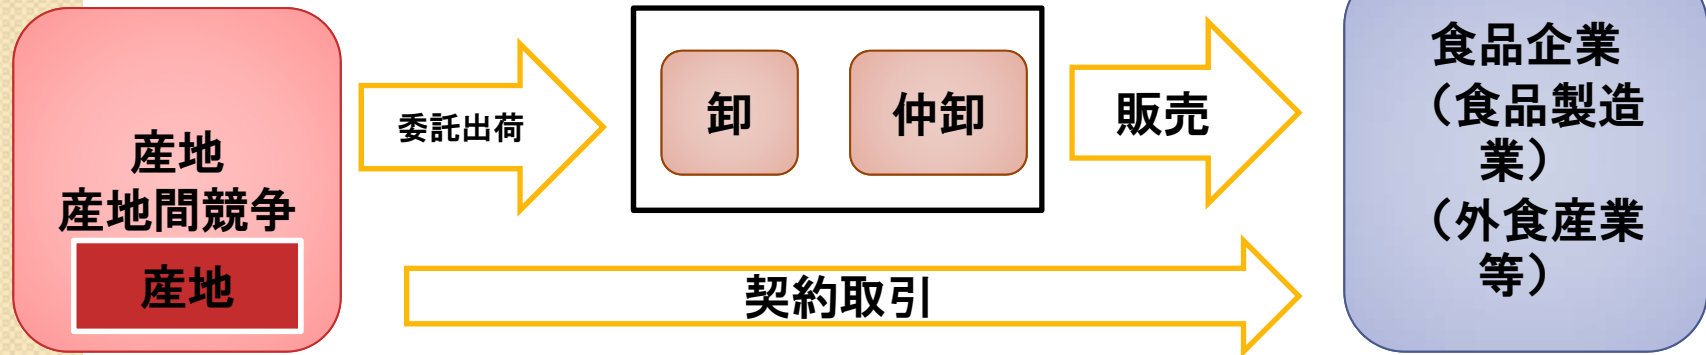 産地
産地間競争
産地
委託出荷
卸
仲卸
販売
契約取引
食品企業
（食品製造
業）
（外食産業
等）